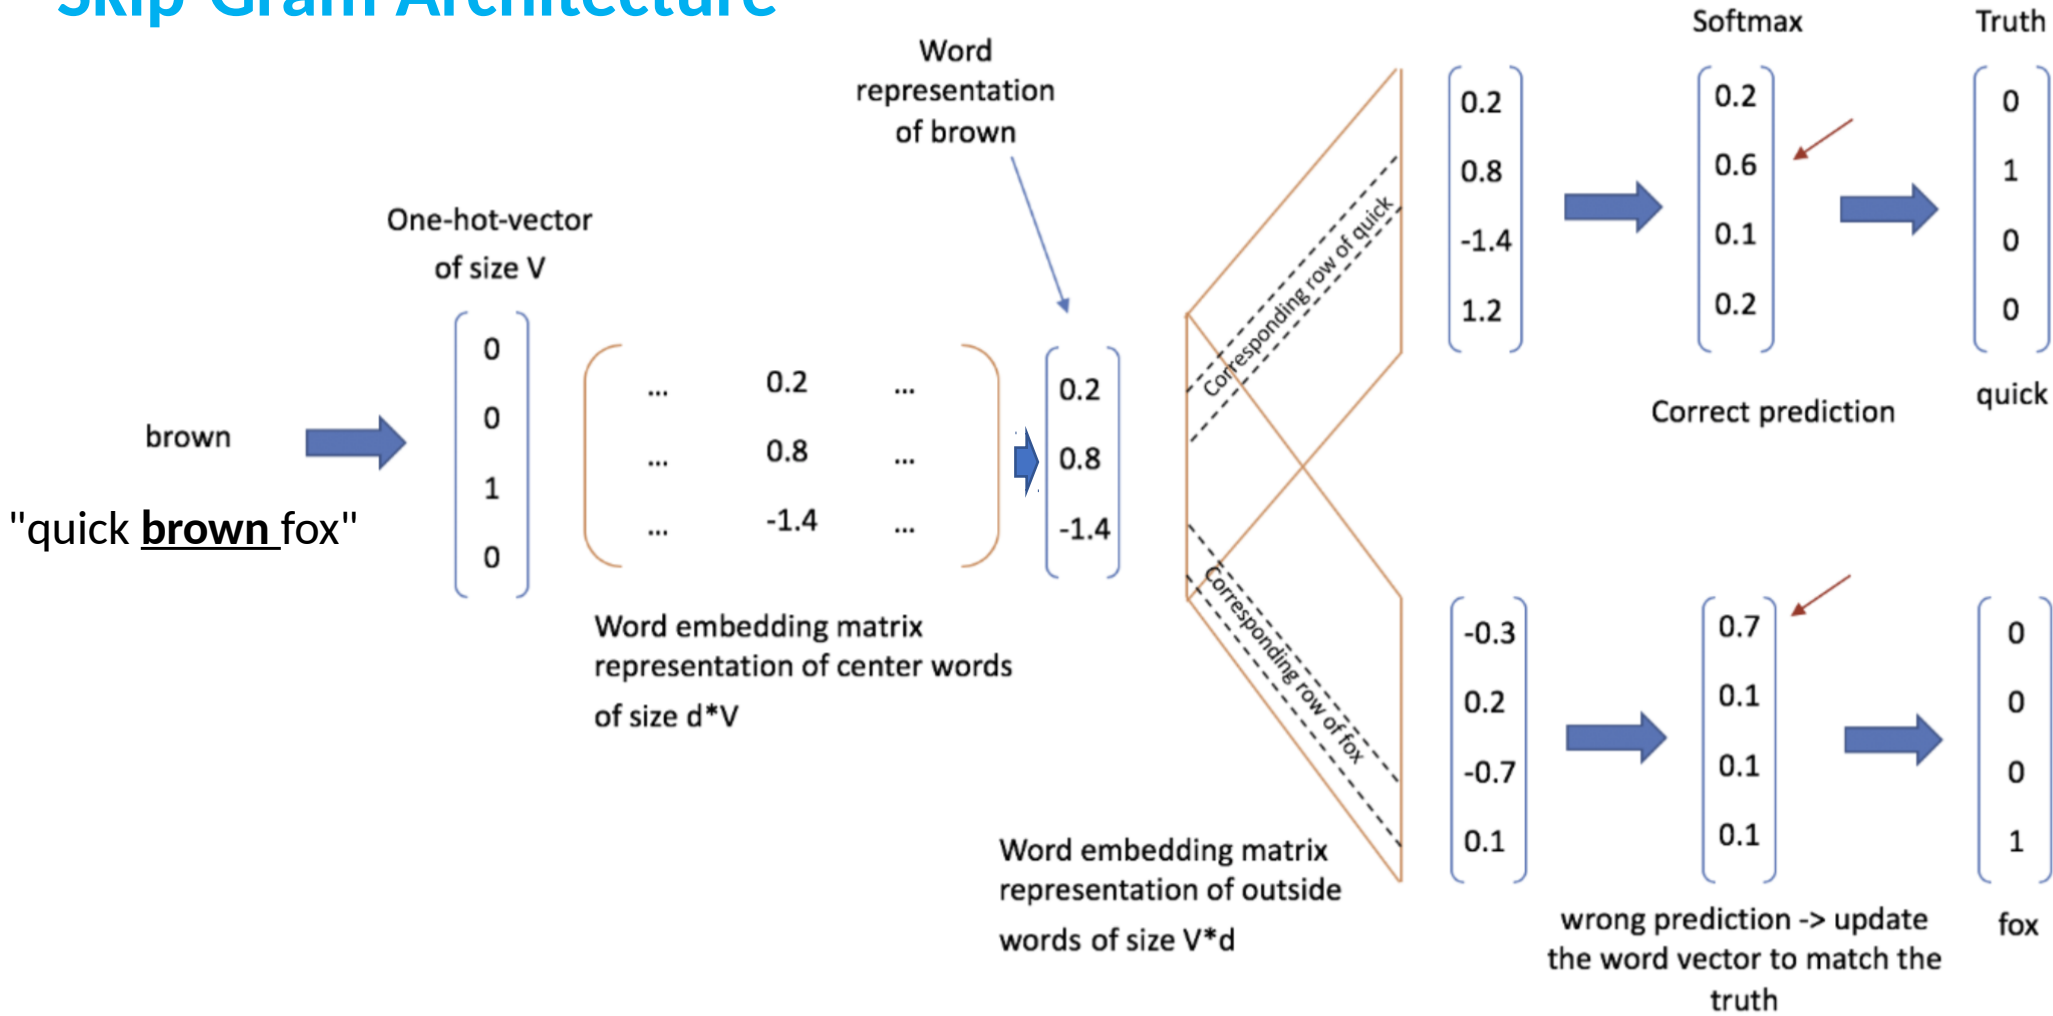 Skip Gram Architecture
Word
representation
of brown
One-hot-vector
of size V
brown
"quick brown fox"
0
0
1
0
... 0.2 ...
... 0.8 ...
... -1.4 ...
Word embedding matrix
representation of center words
of size d*V
0.2
0.8
-1.4
Corresponding row of quick
Corresponding row of fox
Word embedding matrix
representation of outside
words of size V*d
0.2
0.8
-1.4
1.2
Softmax
0.2
0.6
0.1
0.2
Correct prediction
Truth
0
1
0
0
quick
-0.3
0.2
-0.7
0.1
0.7
0.1
0.1
0.1
wrong prediction -> update
the word vector to match the
truth
0
0
0
1
fox